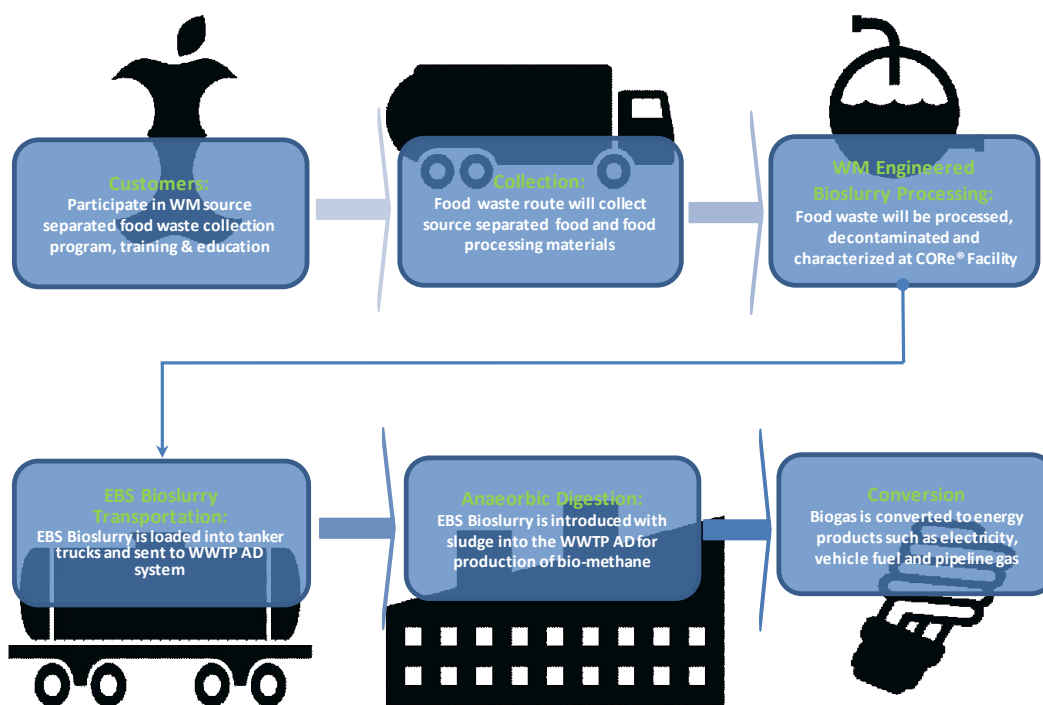 Customers:
Participate in WM source
separated food waste collection
program, training & education
Collection:
Food waste route will collect
source separated food and food
processing materials
WM Engineered
Bioslurry Processing:
Food waste will be processed,
decontaminated and
characterized at CORe® Facility
EBS Bioslurry
Transportation:
EBS Bioslurry is loaded into tanker
trucks and sent to WWTP AD
system
Anaeorbic Digestion:
EBS Bioslurry is introduced with
sludge into the WWTP AD for
production of bio-methane
Conversion
Biogas is converted to energy
products such as electricity,
vehicle fuel and pipeline gas